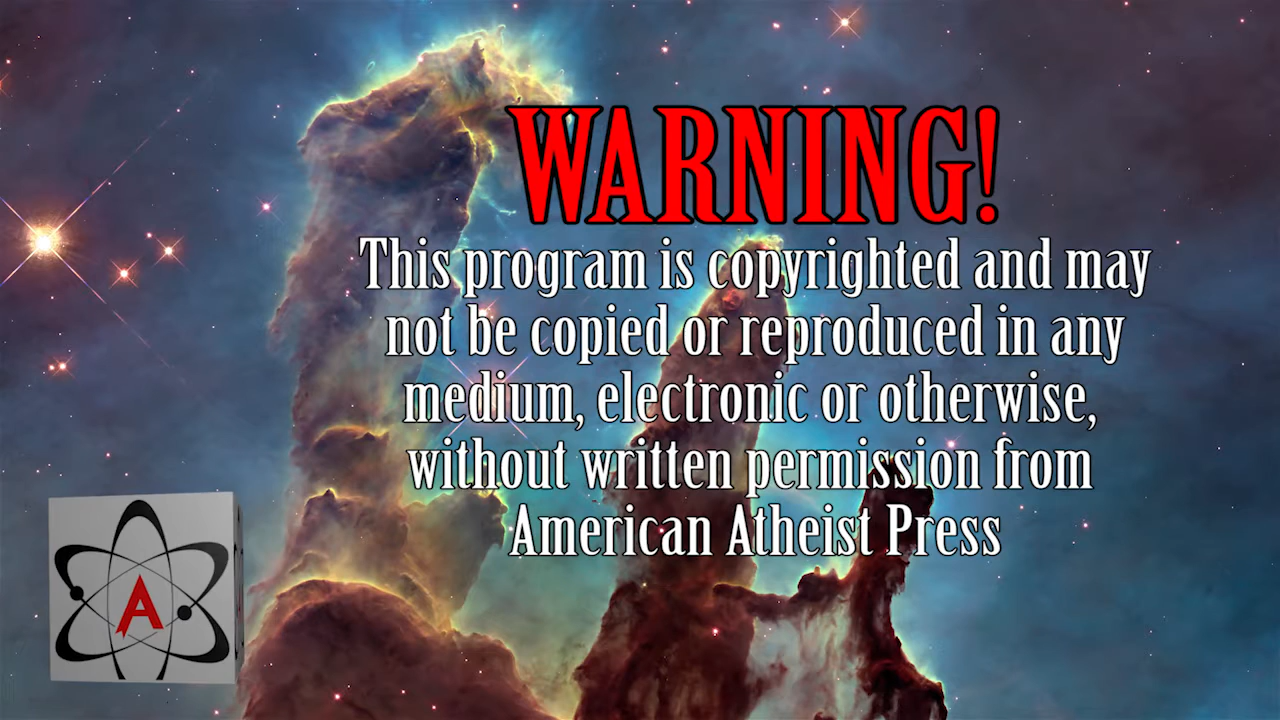 WARNING!
This program is copyrighted and may
not be copied or reproduced in any
medium, electronic or otherwise,
without written permission from
American Atheist Press
A